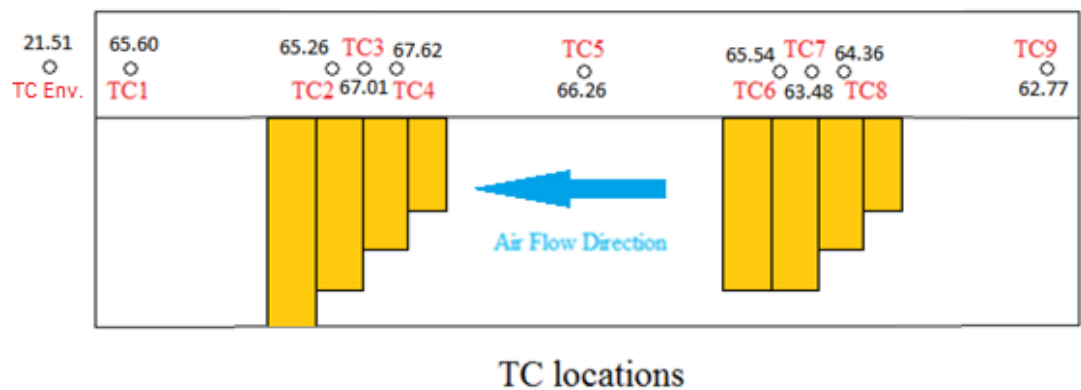 21.51
TC Env.
65.60
TC1
65.26
TC2
TC3
67.01
67.62
TC4
TC5
66.26
65.54
TC6
TC7
63.48
64.36
TC8
TC9
62.77
Air Flow Direction
TC locations